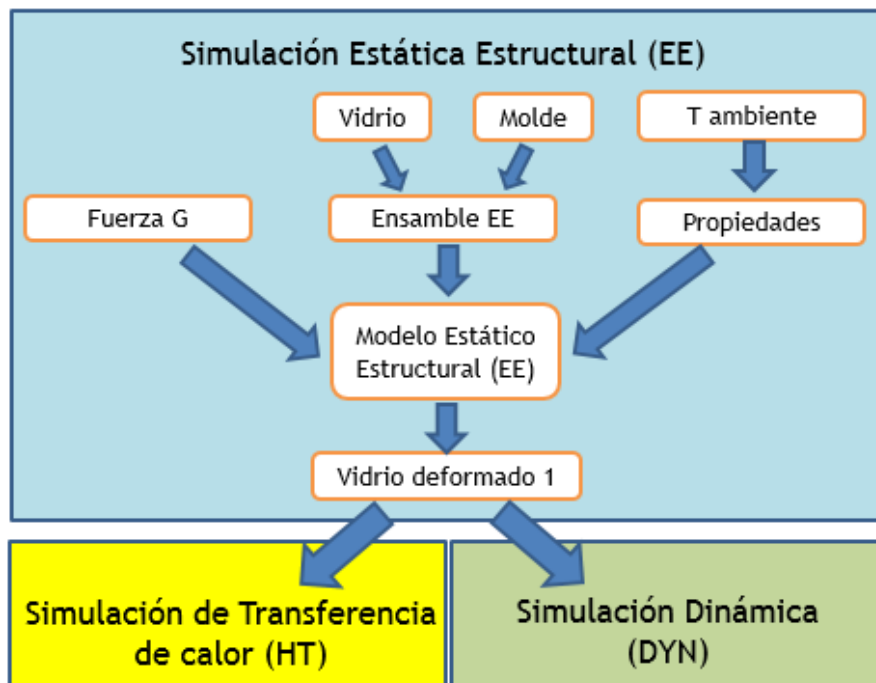 Simulación Estática Estructural (EE)
Vidrio
Molde
T ambiente
Fuerza G
Ensamble EE
Propiedades
Modelo Estático
Estructural (EE)
Vidrio deformado 1
Simulación de Transferencia
de calor (HT)
Simulación Dinámica
(DYN)